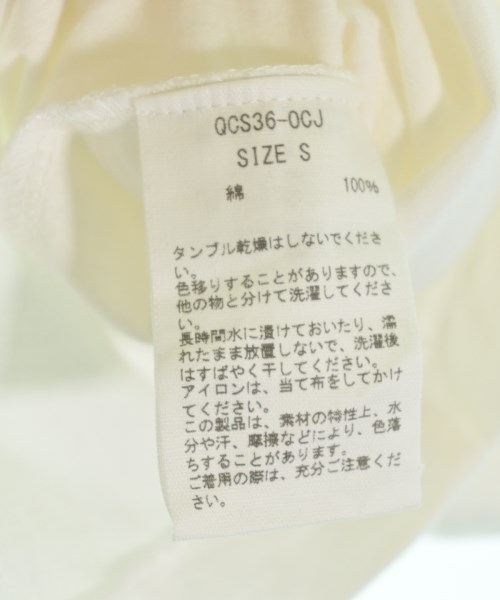 QCS36-OCJ
SIZE S
綿 100%
タンブル乾燥はしないでくださ
い。
色移りすることがありますので、
他の物と分けて洗濯してくださ
い。
長時間水に漬けておいたり、濡
れたまま放置しないで、洗濯後
はすばやく干してください。
アイロンは、当て布をしてかけ
てください。
この製品は、素材の特性上、水
分や汗、摩擦などにより、色落
ちすることがあります。
ご着用の際は、充分ご注意くだ
さい。